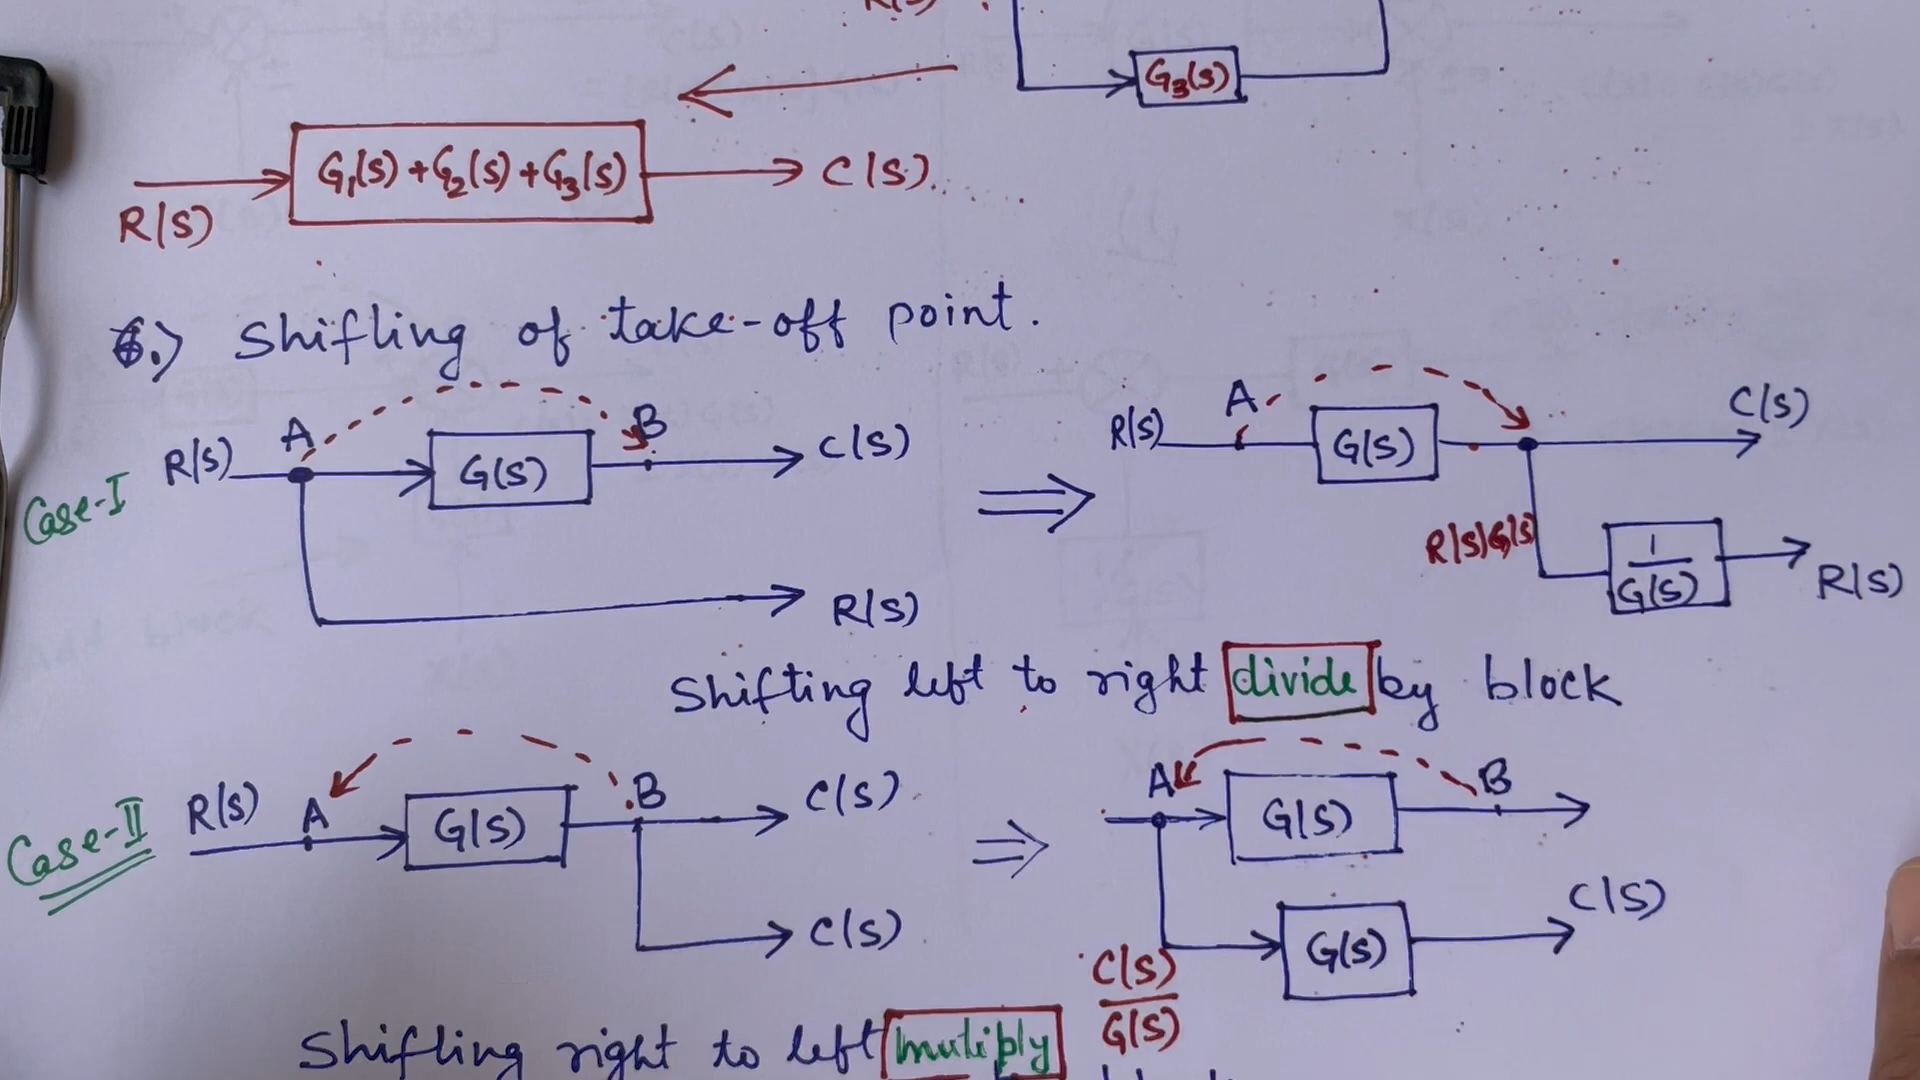 G₃(s)
G₁(s)+G₂(s)+G₃(s)
R(s)
C(s)
6.) Shifting of take-off point.
Case-I
R(s) A G(s) B C(s)
R(s)
R(s) A G(s) C(s)
R(s)G(s)
1
G(s)
R(s)
Shifting left to right divide by block
Case-II
R(s) A G(s) B C(s)
C(s)
A G(s) B
G(s) C(s)
C(s)
G(s)
Shifting right to left multiply